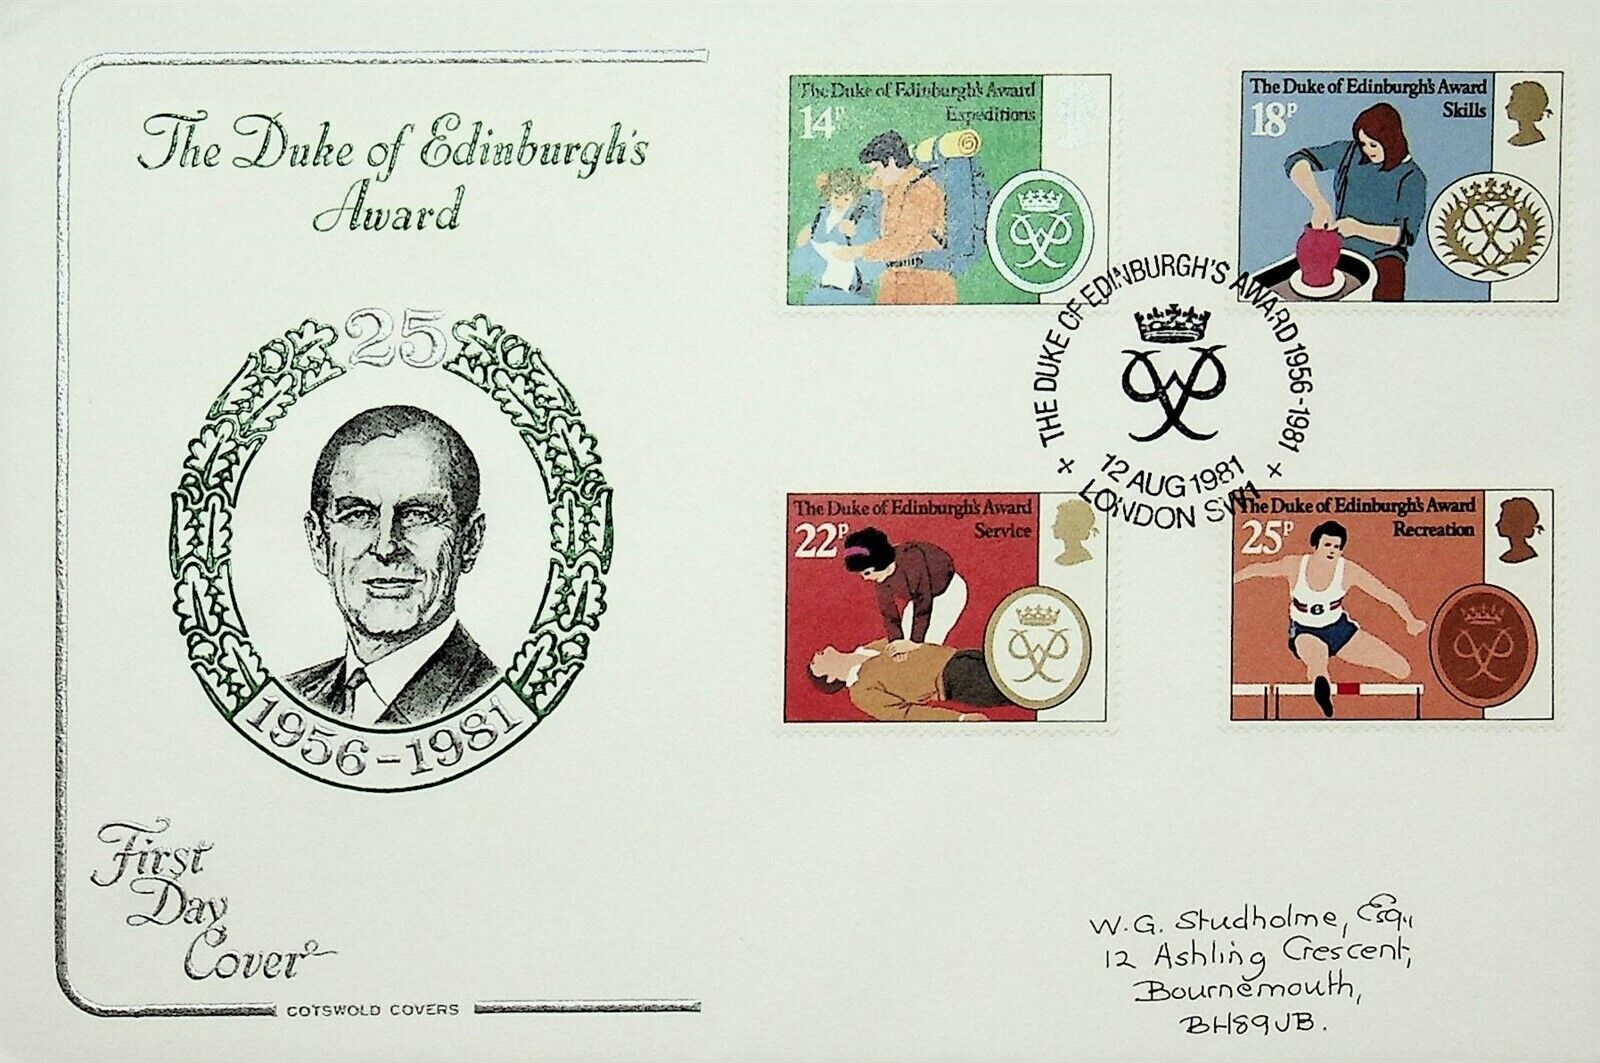 The Duke of Edinburgh's
Award
25
1956-1981
First
Day
Cover
COTSWOLD COVERS
The Duke of Edinburgh's Award
Expeditions
14P
The Duke of Edinburgh's Award
Skills
18P
THE DUKE OF EDINBURGH'S AWARD 1956-1981
12 AUG 1981
LONDON SW1
The Duke of Edinburgh's Award
Service
22P
The Duke of Edinburgh's Award
Recreation
25P
6
W.G. Studholme, Esq.,
12 Ashling Crescent,
Bournemouth,
BH89JB.